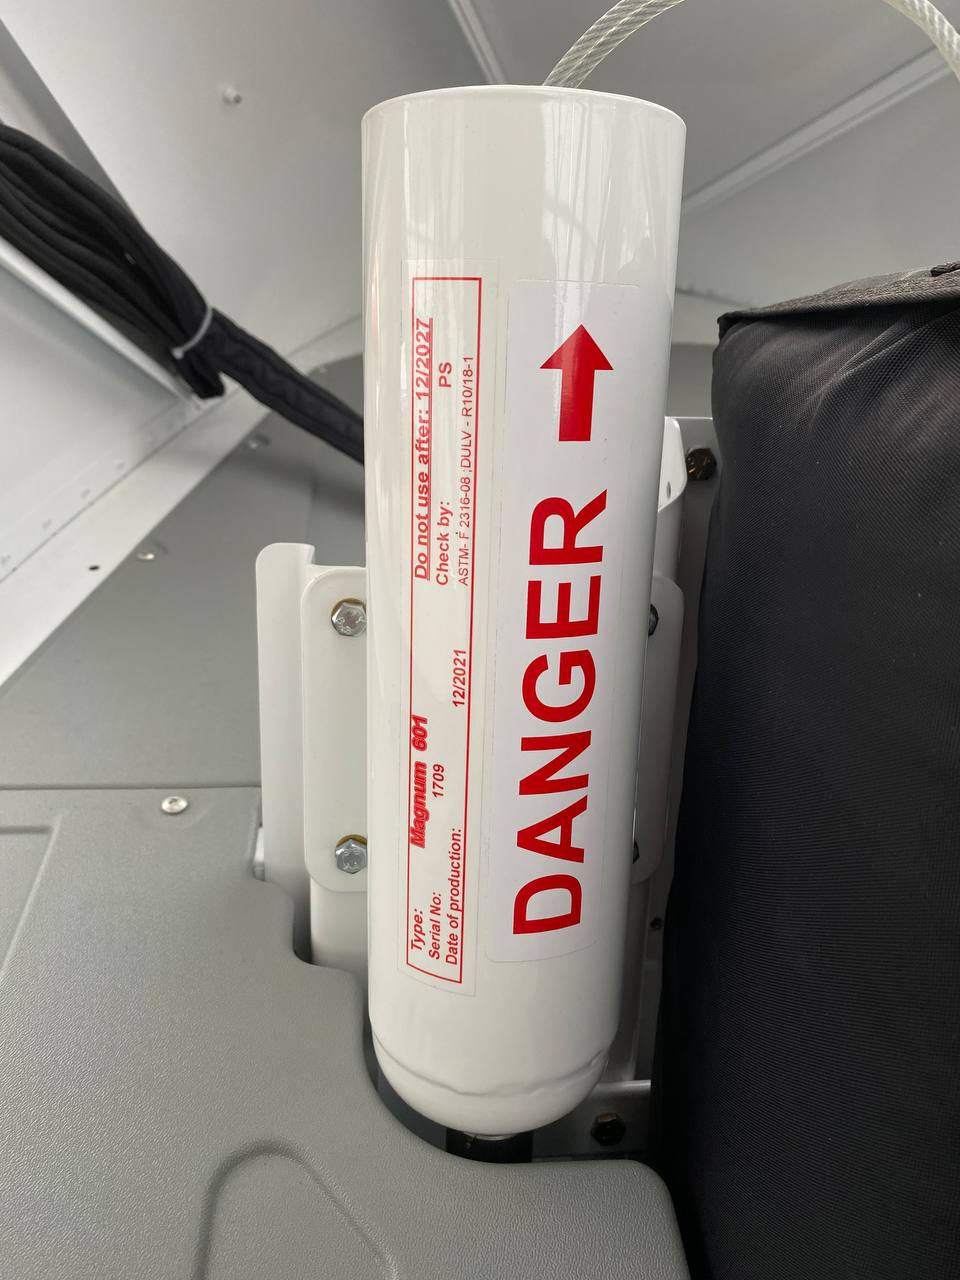 Type: Magnum 601 Do not use after: 12/2027
Serial No: 1709 Check by: PS
Date of production: 12/2021 ASTM- F 2316-08 ;DULV - R10/18-1
DANGER